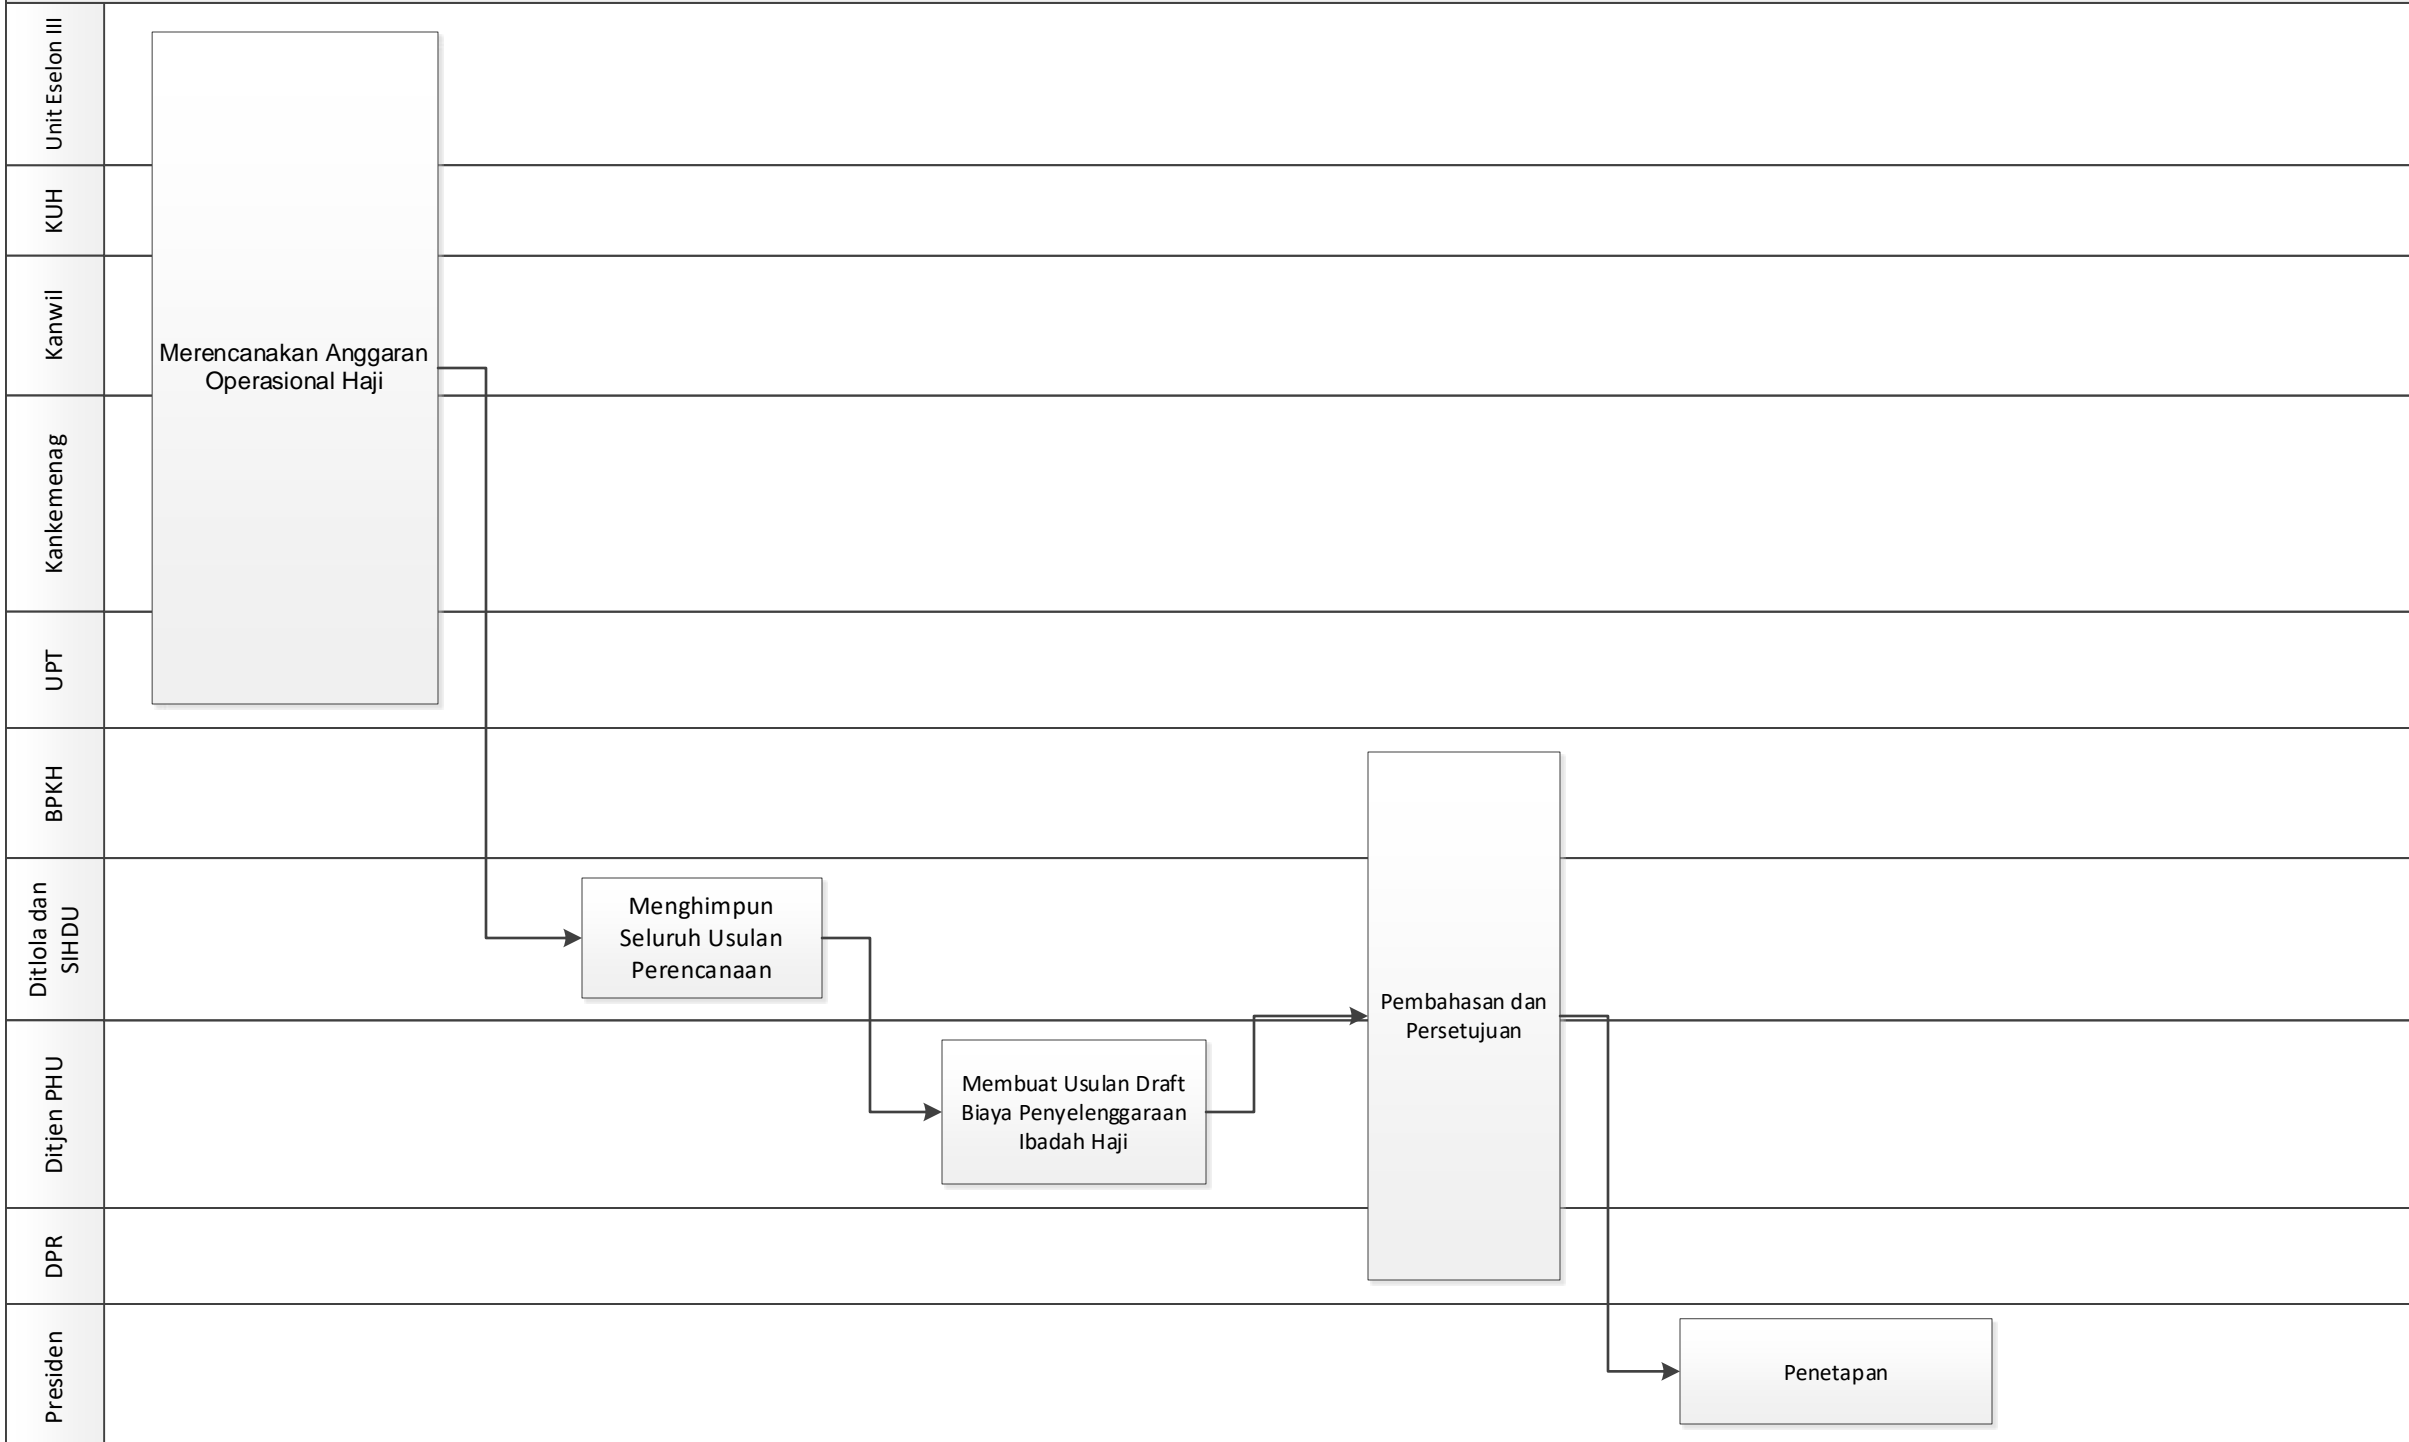 Unit Eselon III
KUH
Kanwil
Kankemenag
UPT
BPKH
Ditlola dan
SIHDU
Ditjen PHU
DPR
Presiden
Merencanakan Anggaran
Operasional Haji
Menghimpun
Seluruh Usulan
Perencanaan
Membuat Usulan Draft
Biaya Penyelenggaraan
Ibadah Haji
Pembahasan dan
Persetujuan
Penetapan